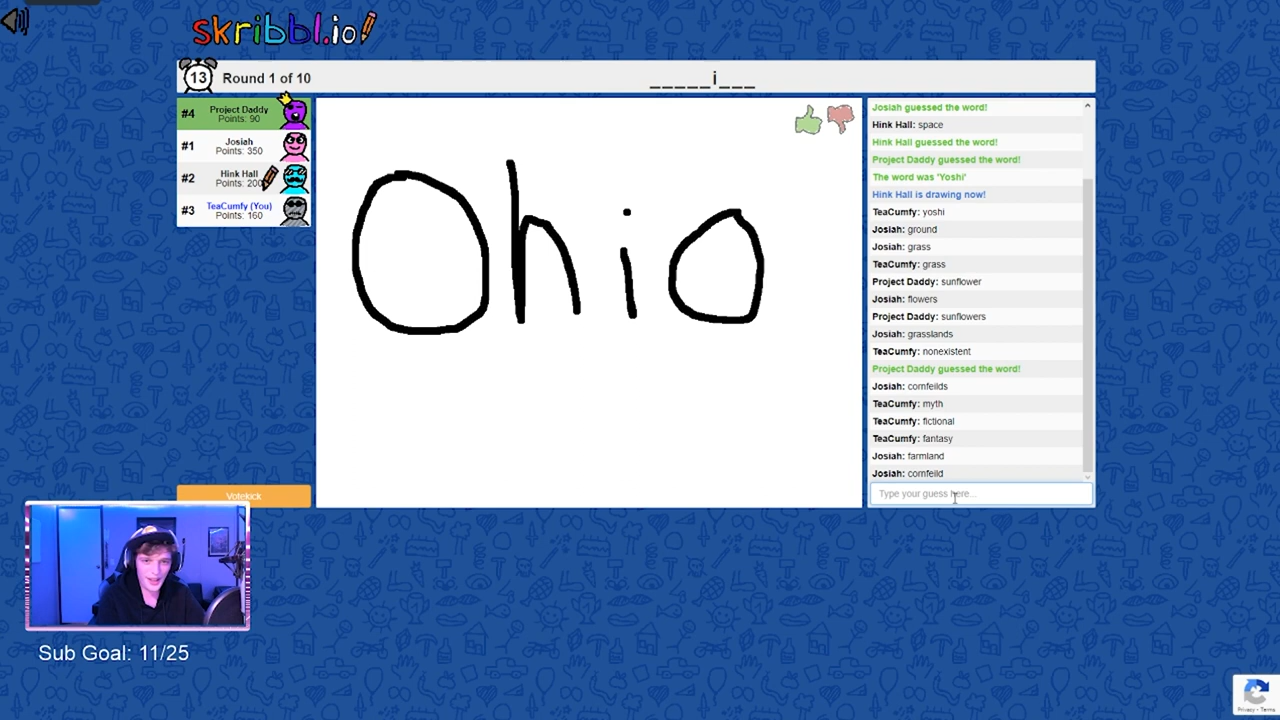 skribbl.io
13 Round 1 of 10
_____i___
#4 Project Daddy
Points: 90
#1 Josiah
Points: 350
#2 Hink Hall
Points: 200
#3 TeaCumfy (You)
Points: 160
Votekick
Ohio
Josiah guessed the word!
Hink Hall: space
Hink Hall guessed the word!
Project Daddy guessed the word!
The word was 'Yoshi'
Hink Hall is drawing now!
TeaCumfy: yoshi
Josiah: ground
Josiah: grass
TeaCumfy: grass
Project Daddy: sunflower
Josiah: flowers
Project Daddy: sunflowers
Josiah: grasslands
TeaCumfy: nonexistent
Project Daddy guessed the word!
Josiah: cornfeilds
TeaCumfy: myth
TeaCumfy: fictional
TeaCumfy: fantasy
Josiah: farmland
Josiah: cornfeild
Type your guess here...
Sub Goal: 11/25
Privacy - Terms